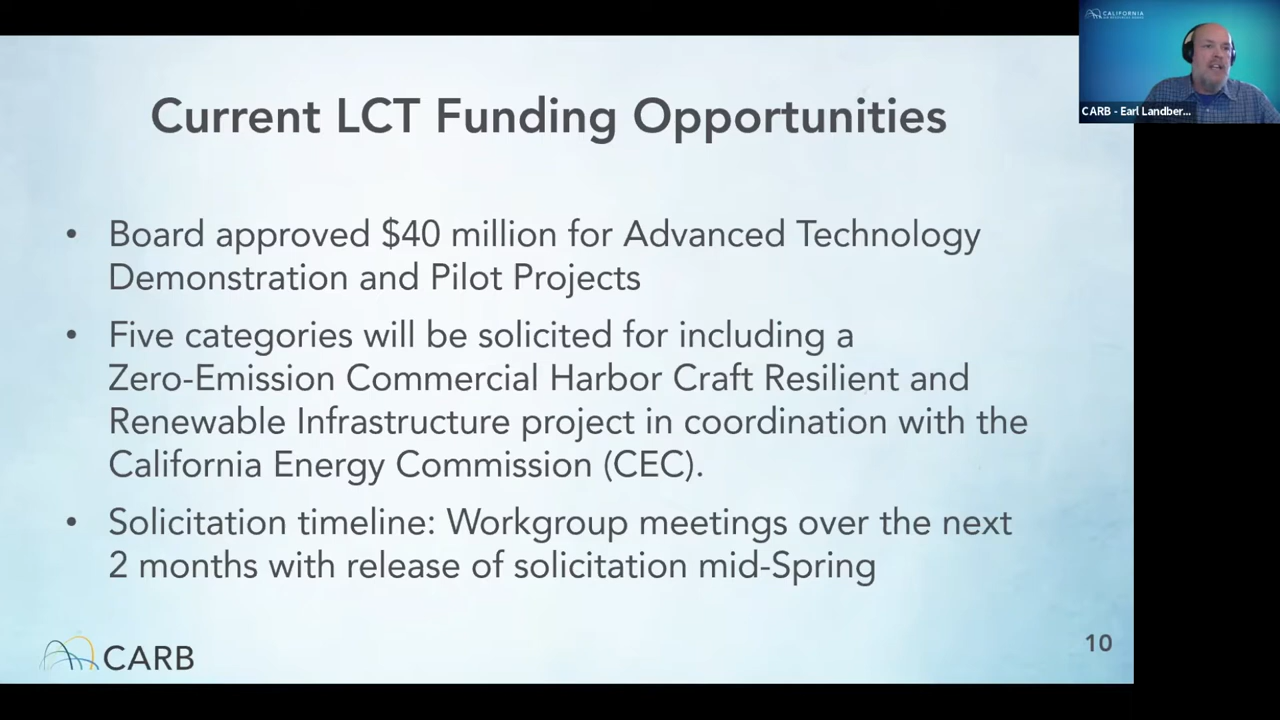 CALIFORNIA
Current LCT Funding Opportunities
CARB - Earl Landber...
• Board approved $40 million for Advanced Technology
Demonstration and Pilot Projects
• Five categories will be solicited for including a
Zero-Emission Commercial Harbor Craft Resilient and
Renewable Infrastructure project in coordination with the
California Energy Commission (CEC).
• Solicitation timeline: Workgroup meetings over the next
2 months with release of solicitation mid-Spring
CARB
10